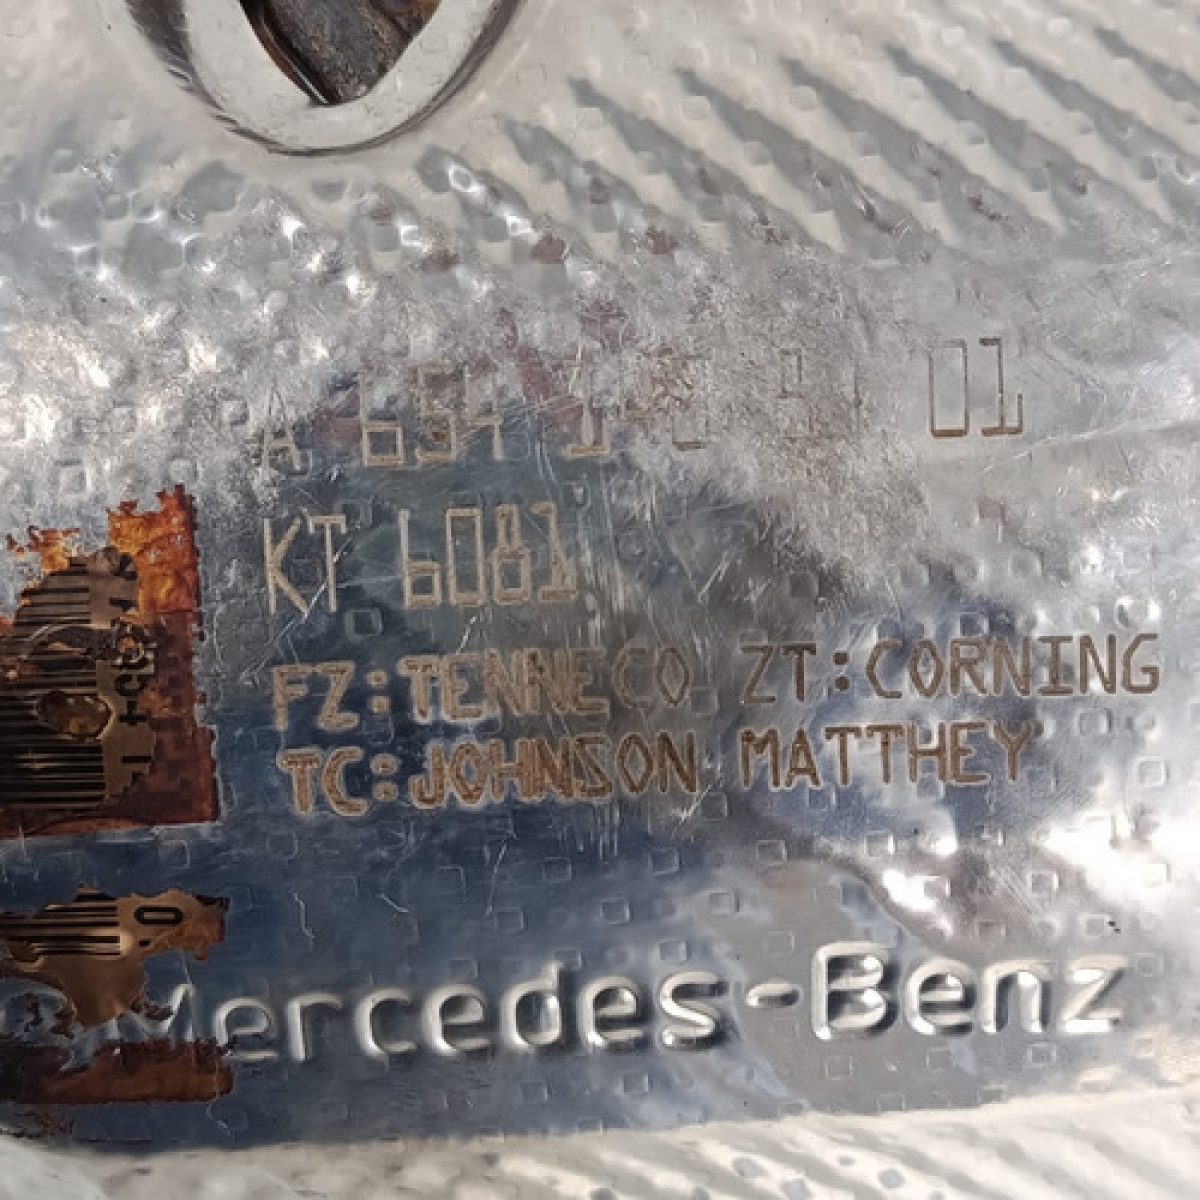 A 654 01
KT 6081
FZ:TENNECO ZT:CORNING
TC:JOHNSON MATTHEY
Mercedes-Benz